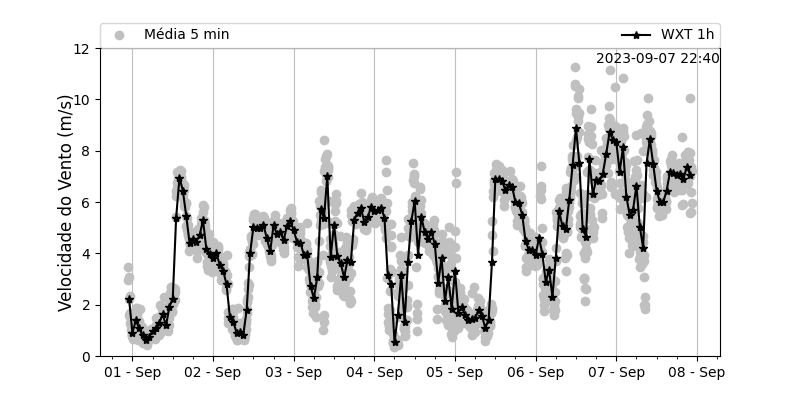 Média 5 min
WXT 1h
2023-09-07 22:40
Velocidade do Vento (m/s)
12
10
8
6
4
2
0
01 - Sep
02 - Sep
03 - Sep
04 - Sep
05 - Sep
06 - Sep
07 - Sep
08 - Sep